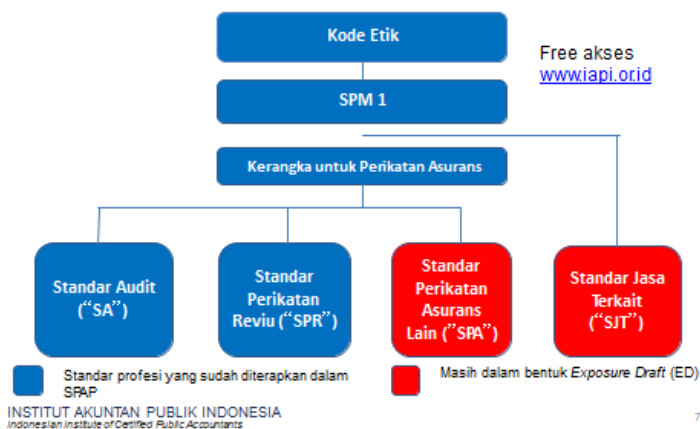 Kode Etik
Free akses
www.iapi.or.id
SPM 1
Kerangka untuk Perikatan Asurans
Standar Audit
("SA")
Standar
Perikatan
Reviu ("SPR")
Standar
Perikatan
Asurans
Lain ("SPA")
Standar Jasa
Terkait
("SJT")
Standar profesi yang sudah diterapkan dalam
SPAP
Masih dalam bentuk Exposure Draft (ED)
INSTITUT AKUNTAN PUBLIK INDONESIA
Indonesian Institute of Certified Public Accountants
7